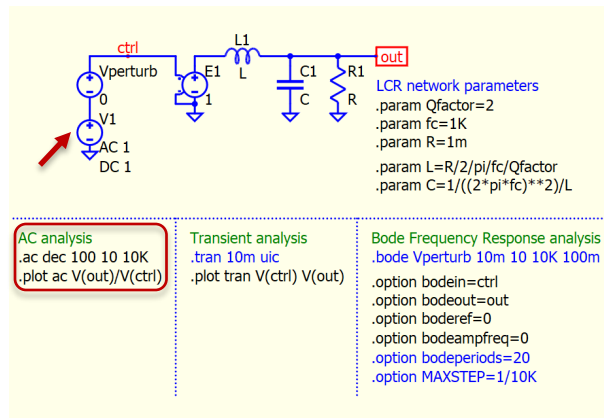 ctrl
Vperturb
0
V1
AC 1
DC 1
E1
1
L1
L
C1
C
R1
R
out
LCR network parameters
.param Qfactor=2
.param fc=1K
.param R=1m
.param L=R/2/pi/fc/Qfactor
.param C=1/((2*pi*fc)**2)/L
AC analysis
.ac dec 100 10 10K
.plot ac V(out)/V(ctrl)
Transient analysis
.tran 10m uic
.plot tran V(ctrl) V(out)
Bode Frequency Response analysis
.bode Vperturb 10m 10 10K 100m
.option bodein=ctrl
.option bodeout=out
.option boderef=0
.option bodeampfreq=0
.option bodeperiods=20
.option MAXSTEP=1/10K